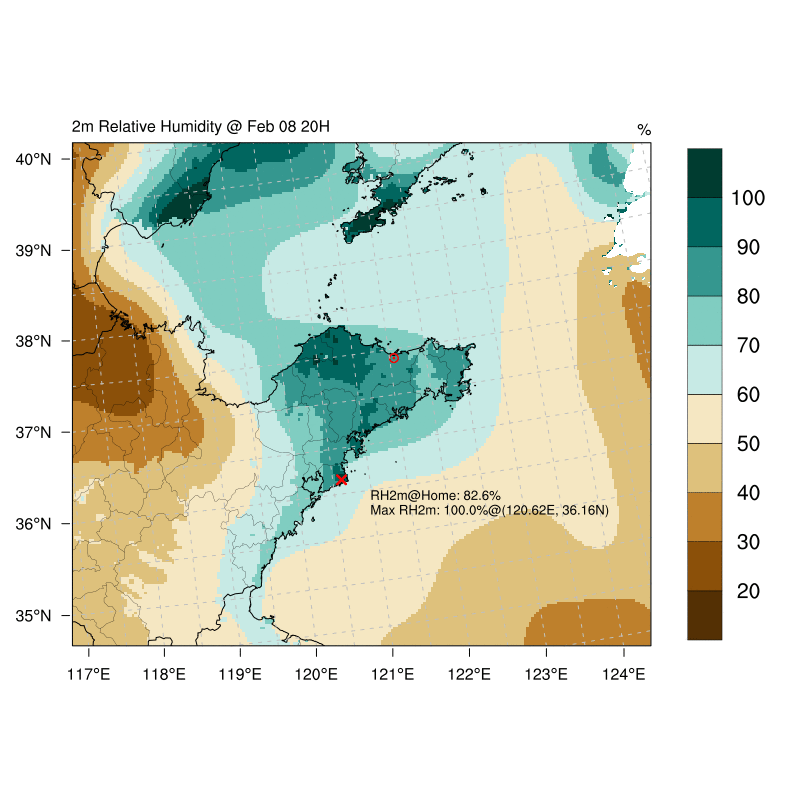 2m Relative Humidity @ Feb 08 20H
%
40°N
39°N
38°N
37°N
36°N
35°N
117°E
118°E
119°E
120°E
121°E
122°E
123°E
124°E
RH2m@Home: 82.6%
Max RH2m: 100.0%@(120.62E, 36.16N)
100
90
80
70
60
50
40
30
20